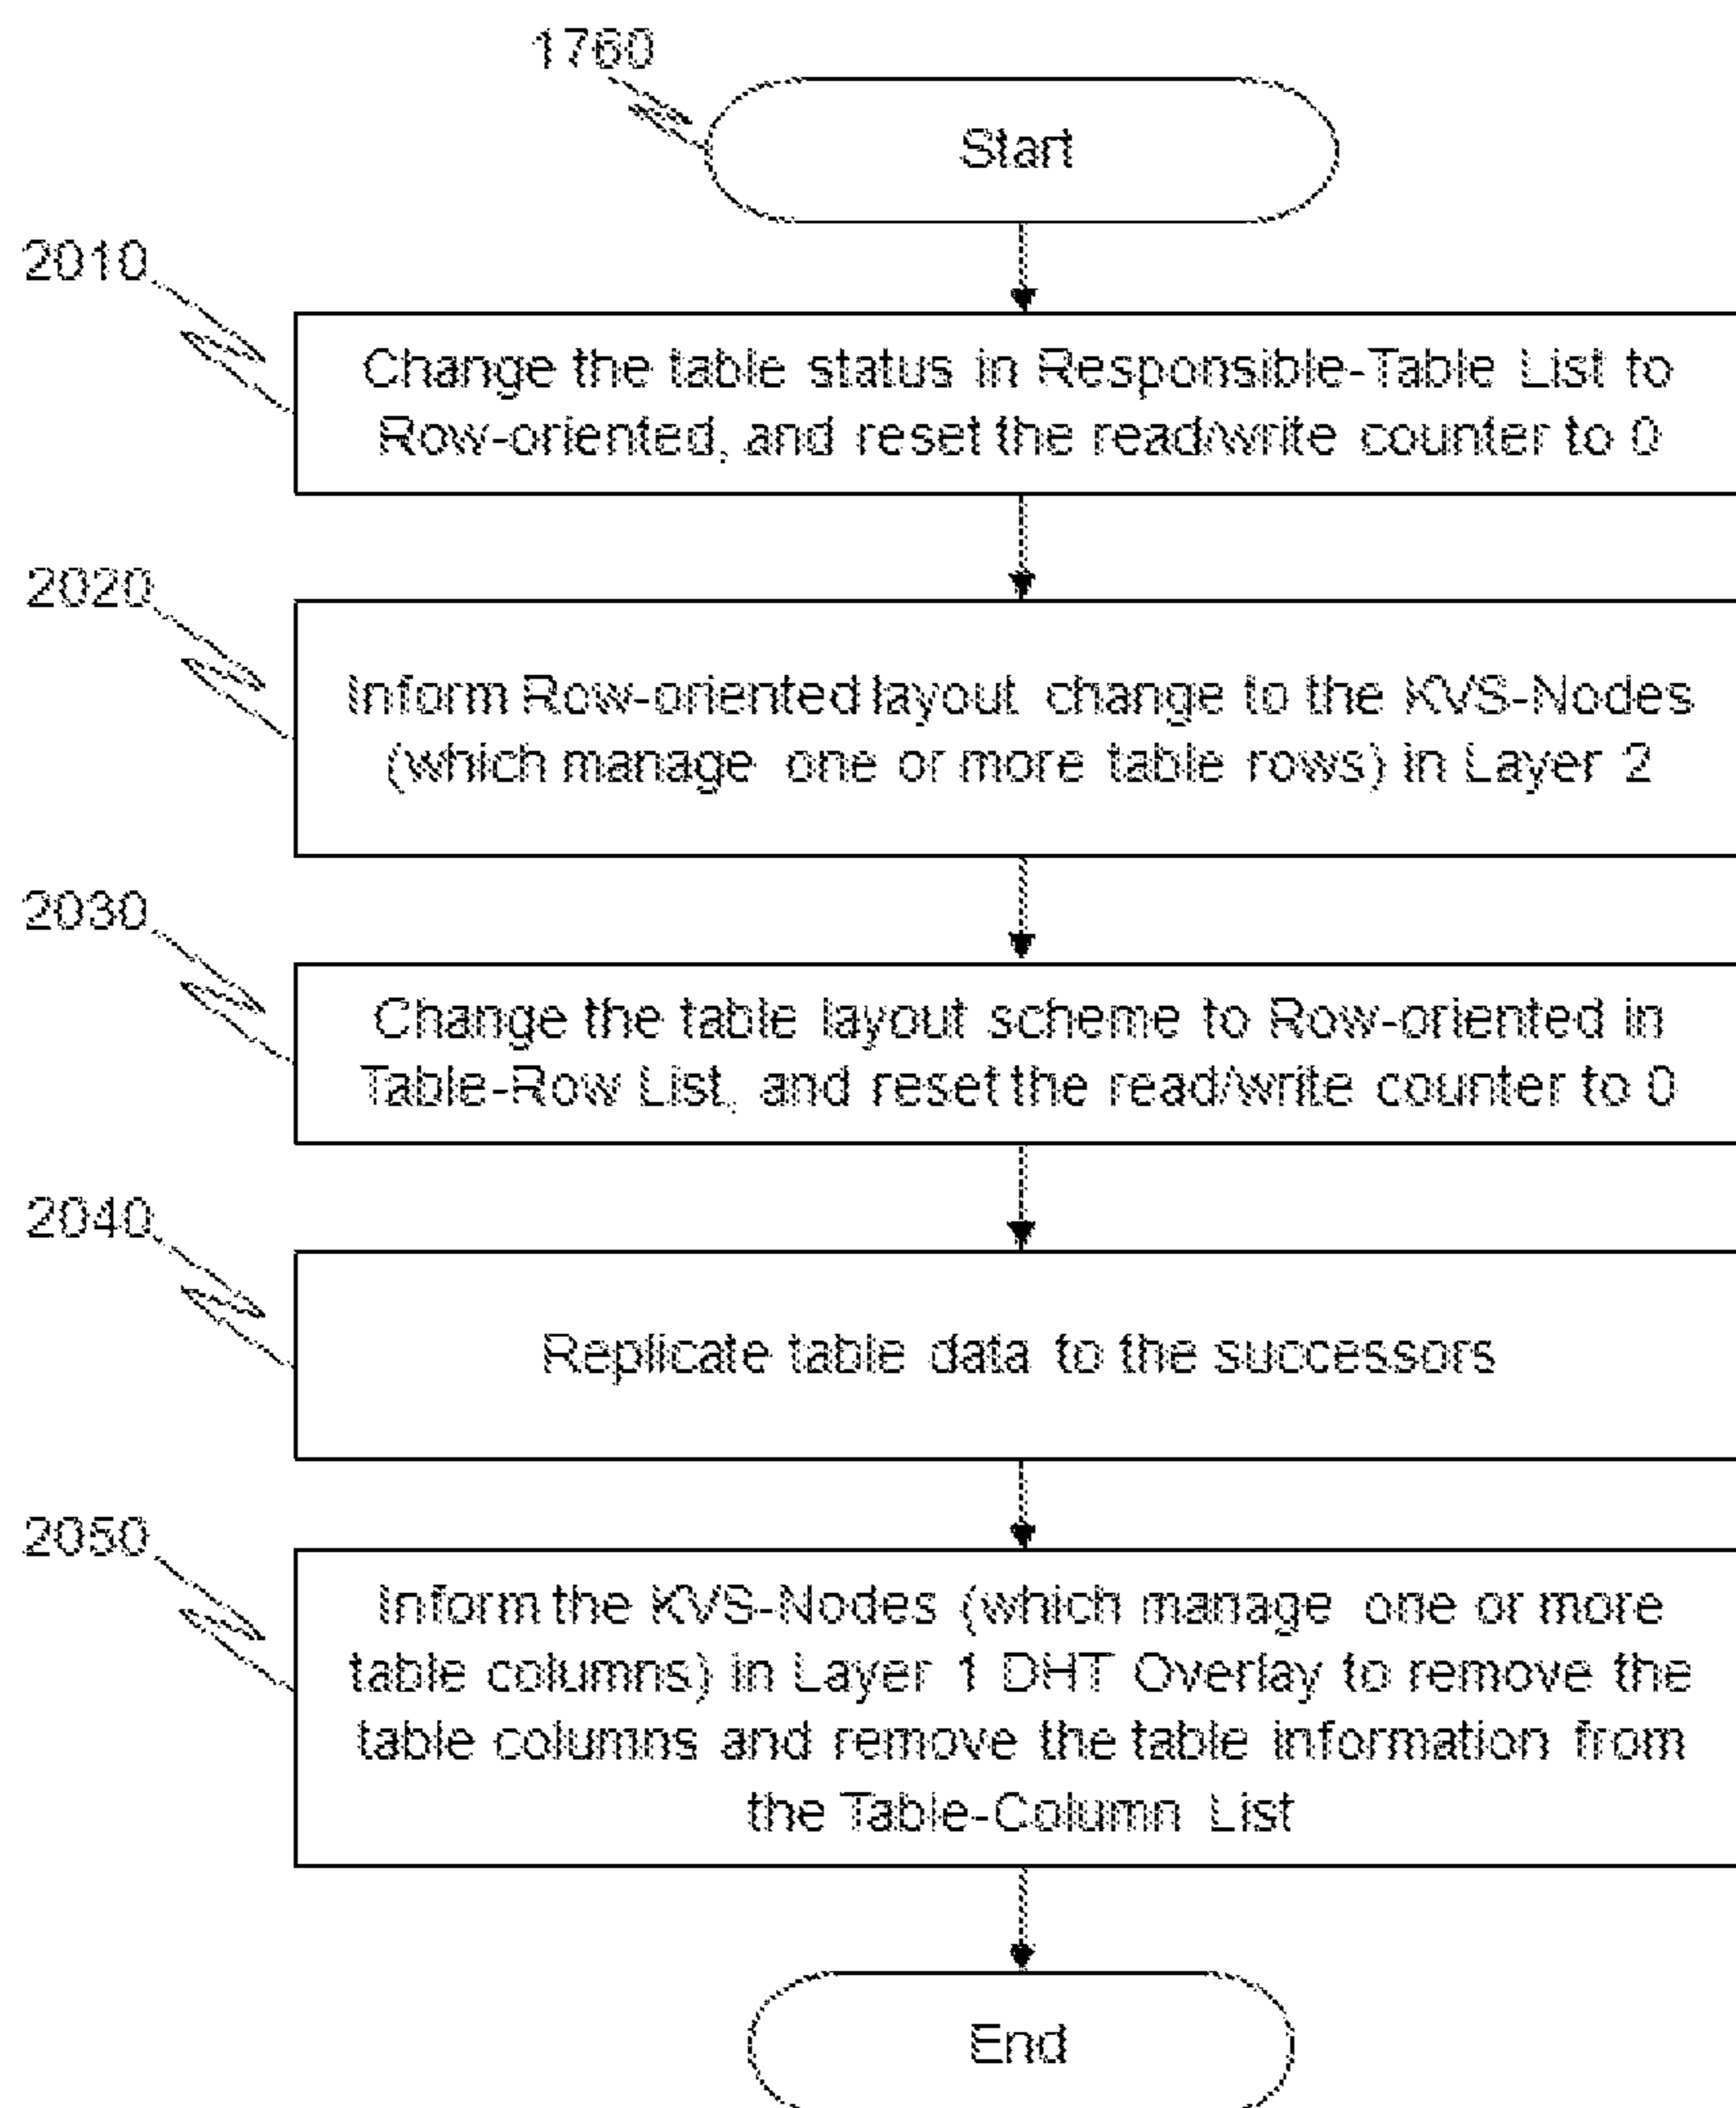 1760
Start
2010
Change the table status in Responsible-Table List to
Row-oriented, and reset the read/write counter to 0
2020
Inform Row-oriented layout change to the KVS-Nodes
(which manage one or more table rows) in Layer 2
2030
Change the table layout scheme to Row-oriented in
Table-Row List, and reset the read/write counter to 0
2040
Replicate table data to the successors
2050
Inform the KVS-Nodes (which manage one or more
table columns) in Layer 1 DHT Overlay to remove the
table columns and remove the table information from
the Table-Column List
End